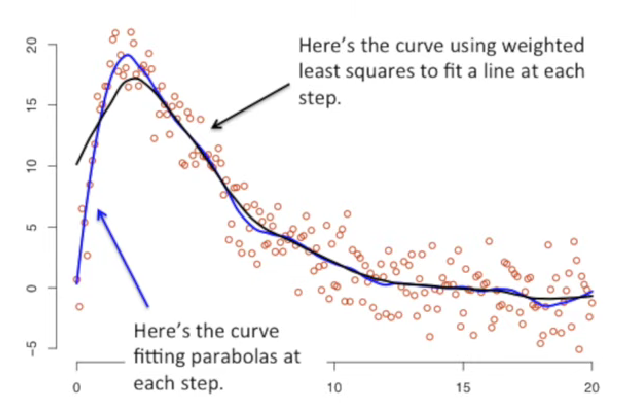 Here's the curve using weighted
least squares to fit a line at each
step.
20
15
10
5
0
−5
Here's the curve
fitting parabolas at
each step.
0
10
15
20